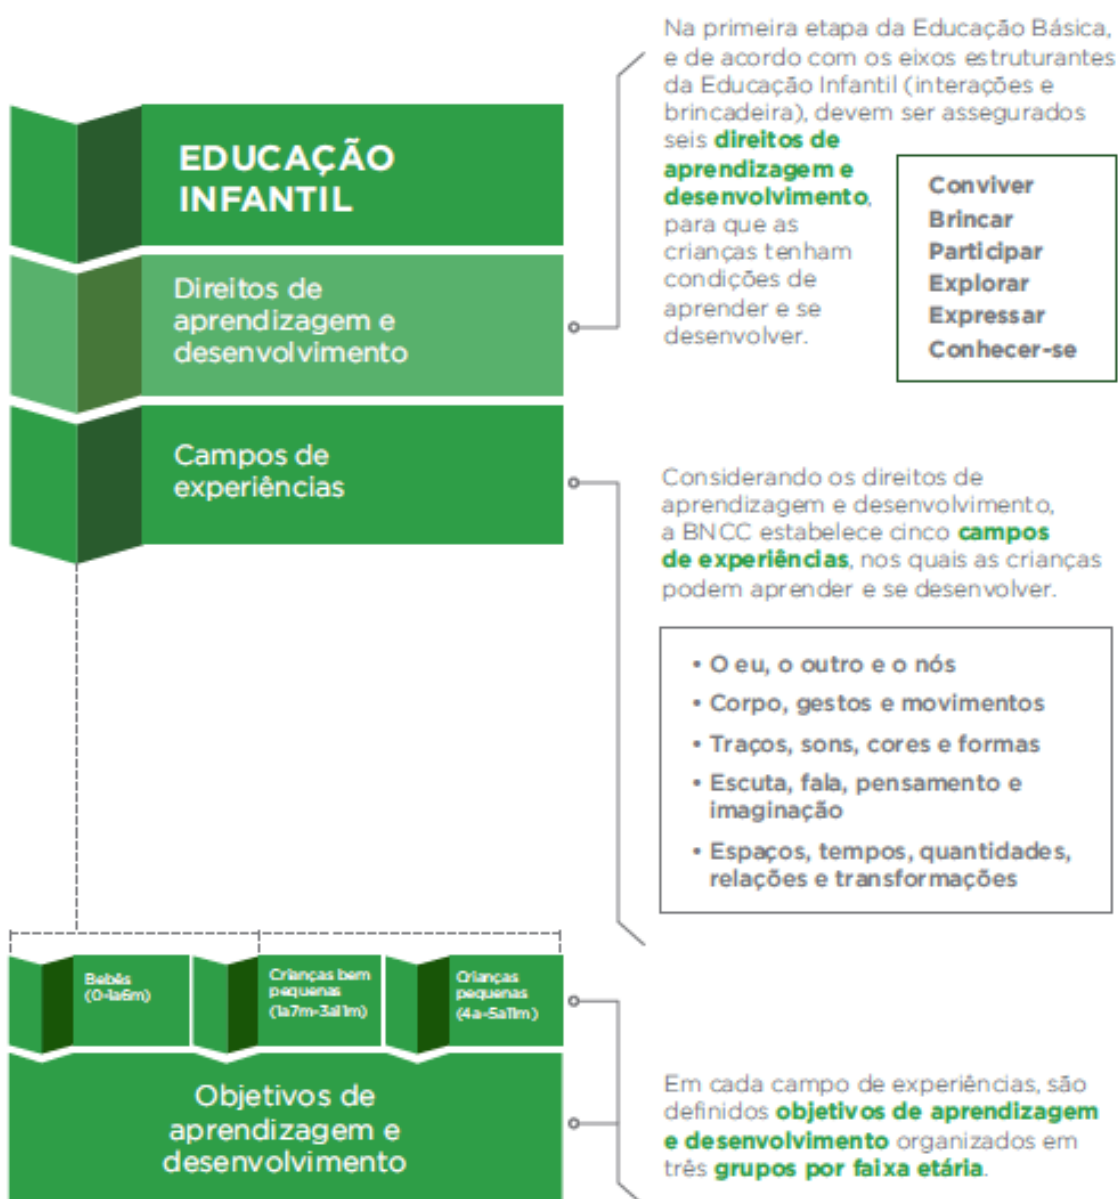 Na primeira etapa da Educação Básica,
e de acordo com os eixos estruturantes
da Educação Infantil (interações e
brincadeira), devem ser assegurados
seis direitos de
aprendizagem e
desenvolvimento,
para que as
crianças tenham
condições de
aprender e se
desenvolver.
Conviver
Brincar
Participar
Explorar
Expressar
Conhecer-se
EDUCAÇÃO
INFANTIL
Direitos de
aprendizagem e
desenvolvimento
Campos de
experiências
Considerando os direitos de
aprendizagem e desenvolvimento,
a BNCC estabelece cinco campos
de experiências, nos quais as crianças
podem aprender e se desenvolver.
• O eu, o outro e o nós
• Corpo, gestos e movimentos
• Traços, sons, cores e formas
• Escuta, fala, pensamento e
imaginação
• Espaços, tempos, quantidades,
relações e transformações
Bebês
(0-1a6m)
Crianças bem
pequenas
(1a7m-3a11m)
Crianças
pequenas
(4a-5a11m)
Objetivos de
aprendizagem e
desenvolvimento
Em cada campo de experiências, são
definidos objetivos de aprendizagem
e desenvolvimento organizados em
três grupos por faixa etária.